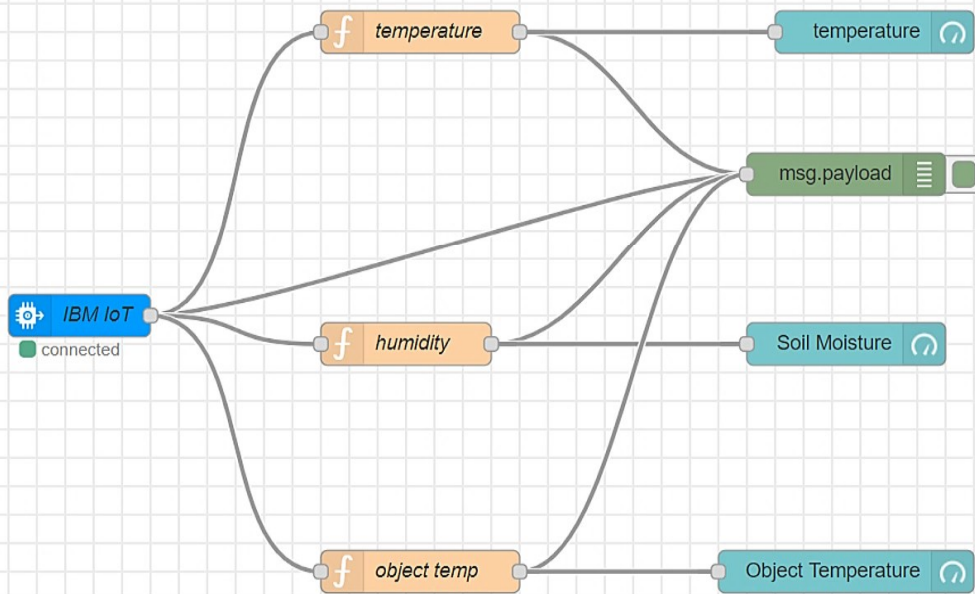 temperature
temperature
msg.payload
IBM IoT
connected
humidity
Soil Moisture
object temp
Object Temperature